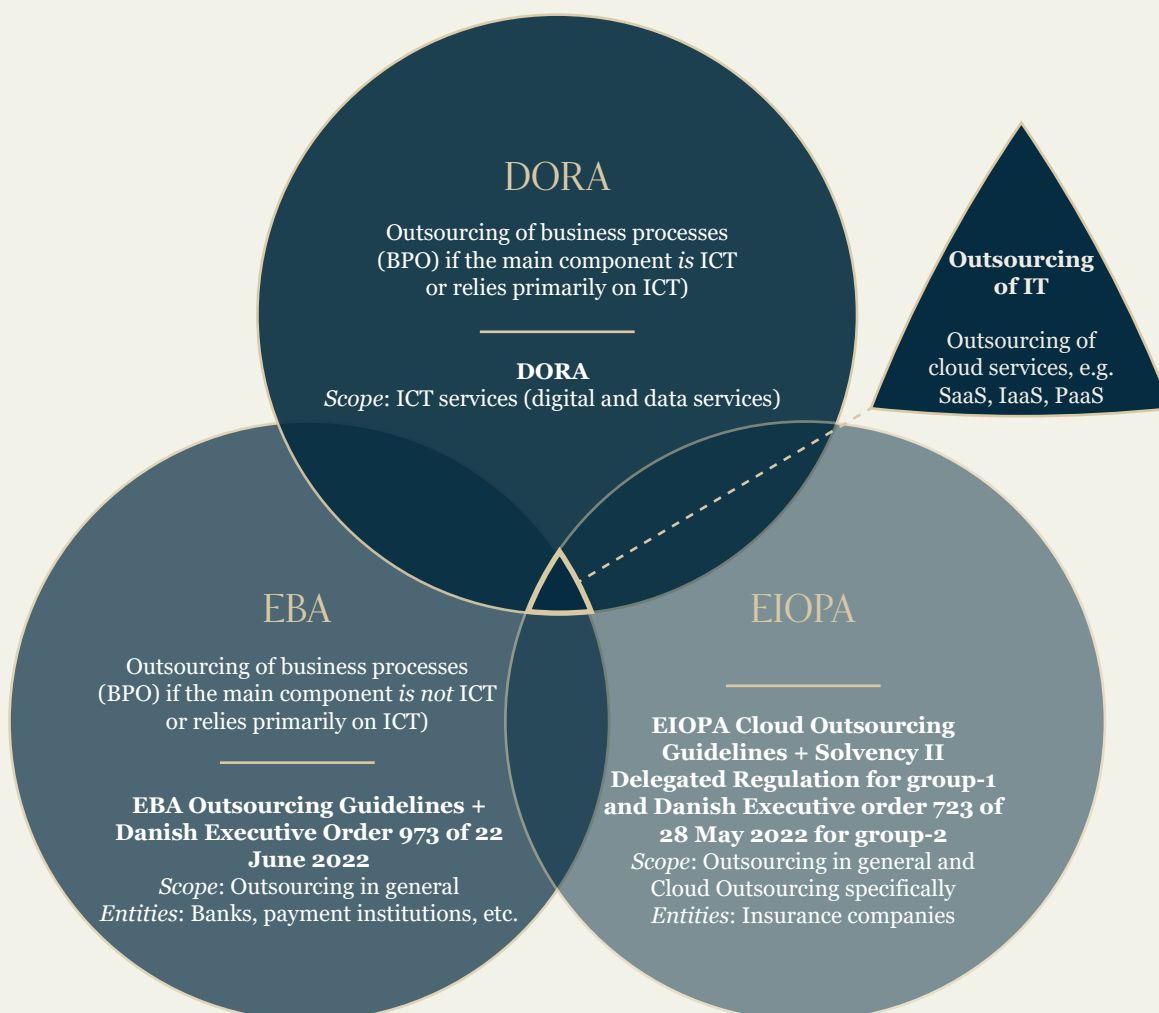 DORA
Outsourcing of business processes
(BPO) if the main component is ICT
or relies primarily on ICT)
DORA
Scope: ICT services (digital and data services)
Outsourcing
of IT
Outsourcing of
cloud services, e.g.
SaaS, IaaS, PaaS
EBA
Outsourcing of business processes
(BPO) if the main component is not ICT
or relies primarily on ICT)
EBA Outsourcing Guidelines +
Danish Executive Order 973 of 22
June 2022
Scope: Outsourcing in general
Entities: Banks, payment institutions, etc.
EIOPA
EIOPA Cloud Outsourcing
Guidelines + Solvency II
Delegated Regulation for group-1
and Danish Executive order 723 of
28 May 2022 for group-2
Scope: Outsourcing in general and
Cloud Outsourcing specifically
Entities: Insurance companies